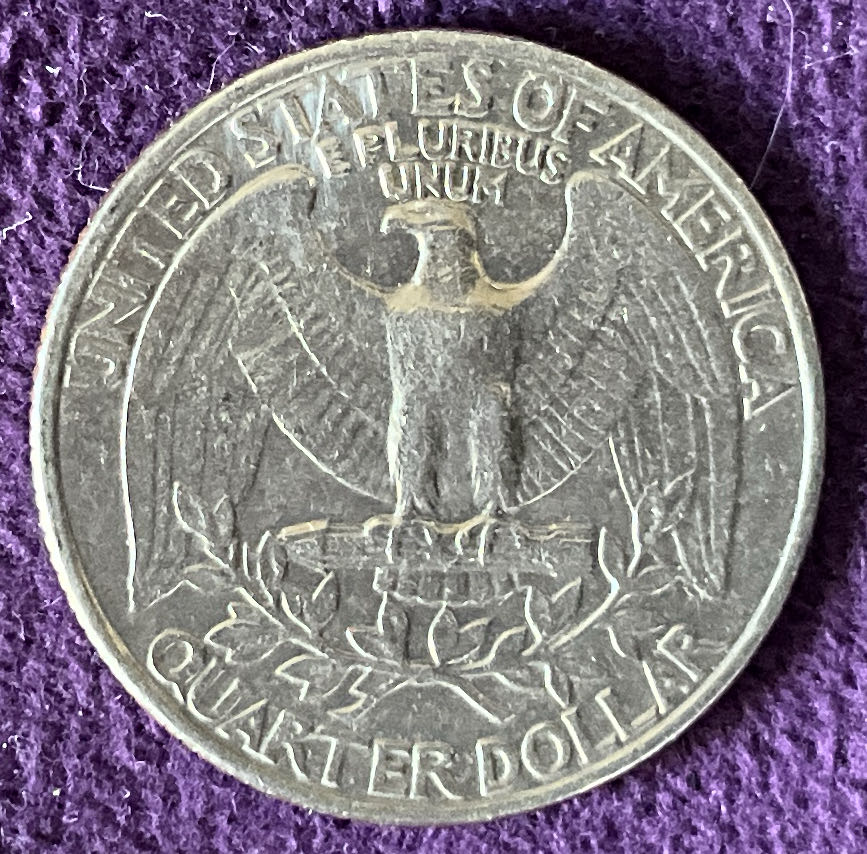 UNITED STATES OF AMERICA
E PLURIBUS
UNUM
QUARTER DOLLAR